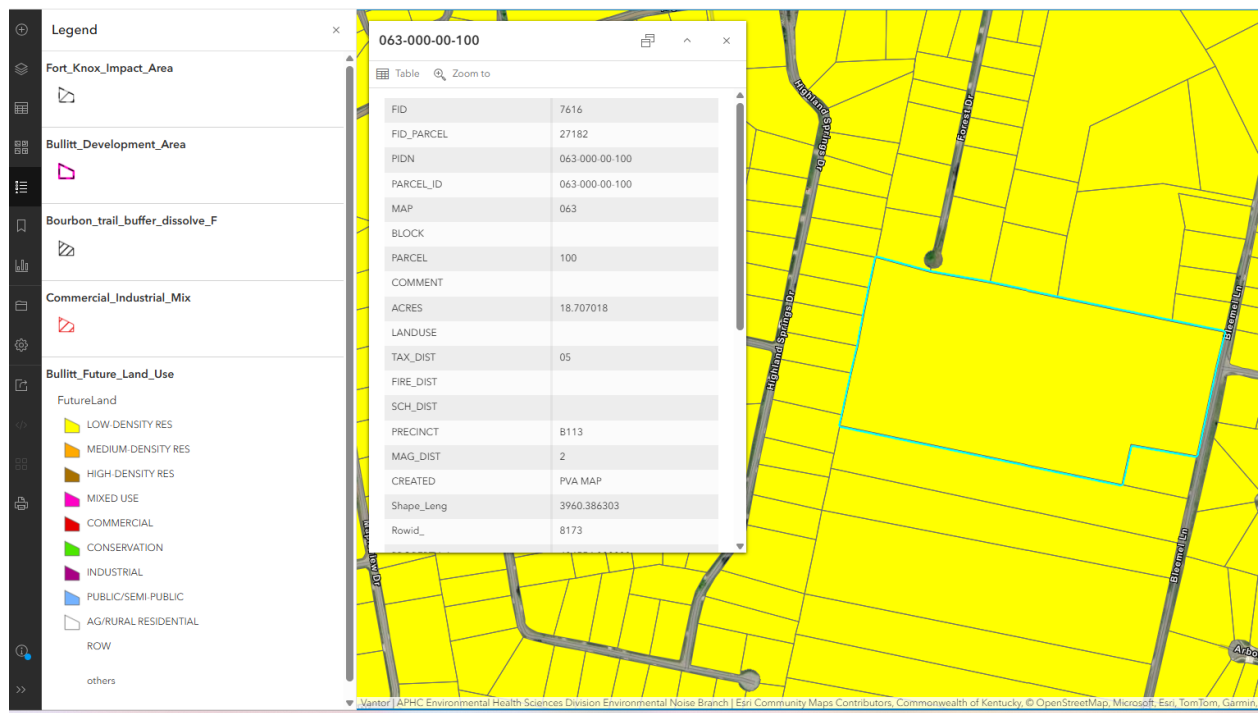 Legend
Fort_Knox_Impact_Area
Bullitt_Development_Area
Bourbon_trail_buffer_dissolve_F
Commercial_Industrial_Mix
Bullitt_Future_Land_Use
FutureLand
LOW-DENSITY RES
MEDIUM-DENSITY RES
HIGH-DENSITY RES
MIXED USE
COMMERCIAL
CONSERVATION
INDUSTRIAL
PUBLIC/SEMI-PUBLIC
AG/RURAL RESIDENTIAL
ROW
others
063-000-00-100
Table Zoom to
FID 7616
FID_PARCEL 27182
PIDN 063-000-00-100
PARCEL_ID 063-000-00-100
MAP 063
BLOCK
PARCEL 100
COMMENT
ACRES 18.707018
LANDUSE
TAX_DIST 05
FIRE_DIST
SCH_DIST
PRECINCT B113
MAG_DIST 2
CREATED PVA MAP
Shape_Leng 3960.386303
Rowid_ 8173
Highland Springs Dr
Forest Dr
Bleemel Ln
Highland Springs Dr
Bleemel Ln
Arbo
Vantor | APHC Environmental Health Sciences Division Environmental Noise Branch | Esri Community Maps Contributors, Commonwealth of Kentucky, © OpenStreetMap, Microsoft, Esri, TomTom, Garmin